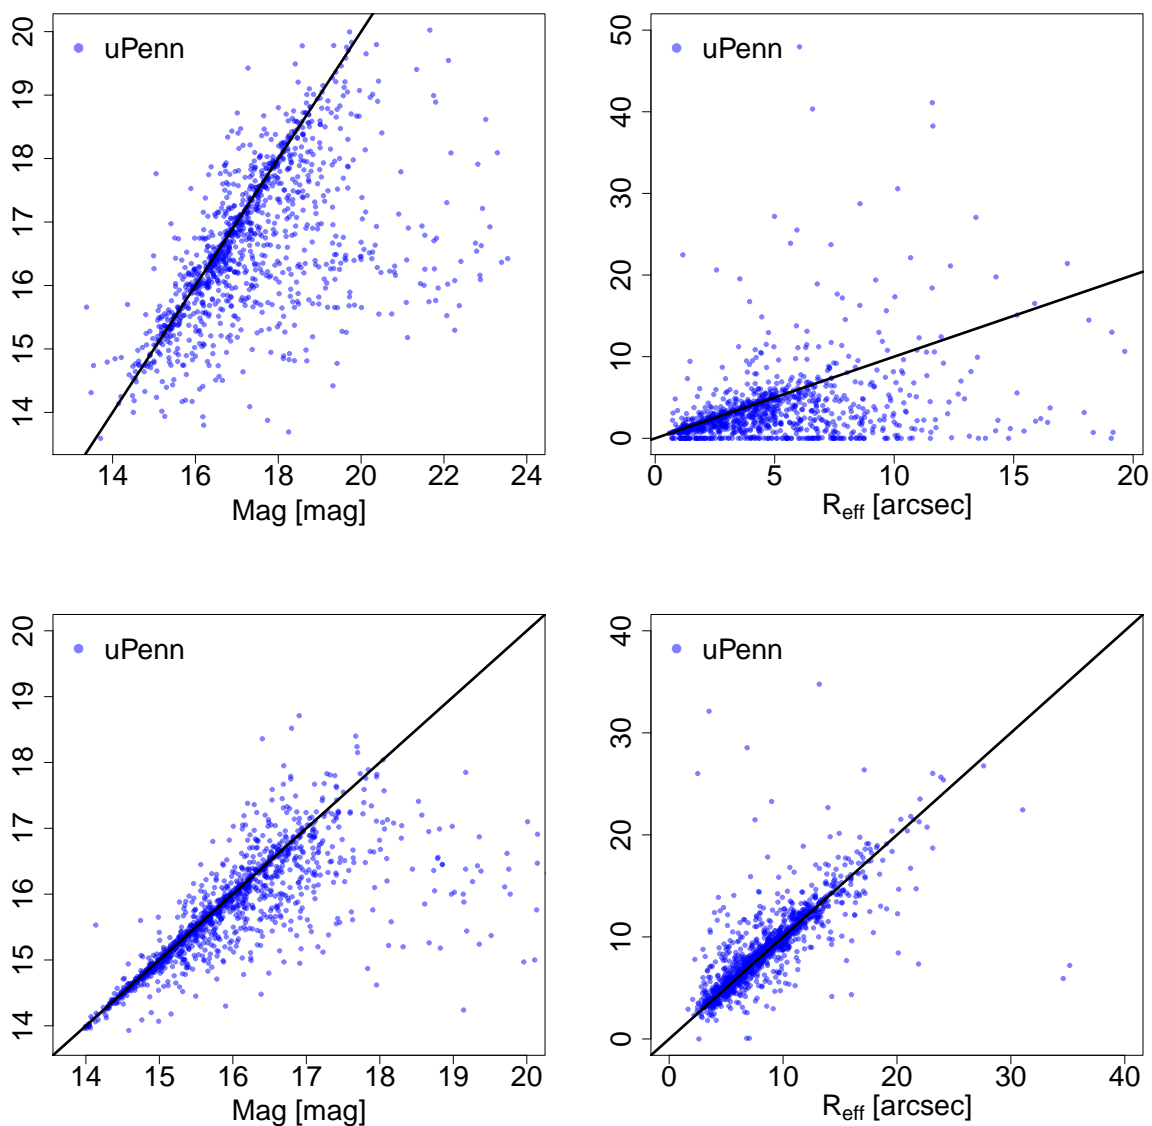 uPenn
14 15 16 17 18 19 20
14 16 18 20 22 24
Mag [mag]
uPenn
0 10 20 30 40 50
0 5 10 15 20
R_eff [arcsec]
uPenn
14 15 16 17 18 19 20
14 15 16 17 18 19 20
Mag [mag]
uPenn
0 10 20 30 40
0 10 20 30 40
R_eff [arcsec]